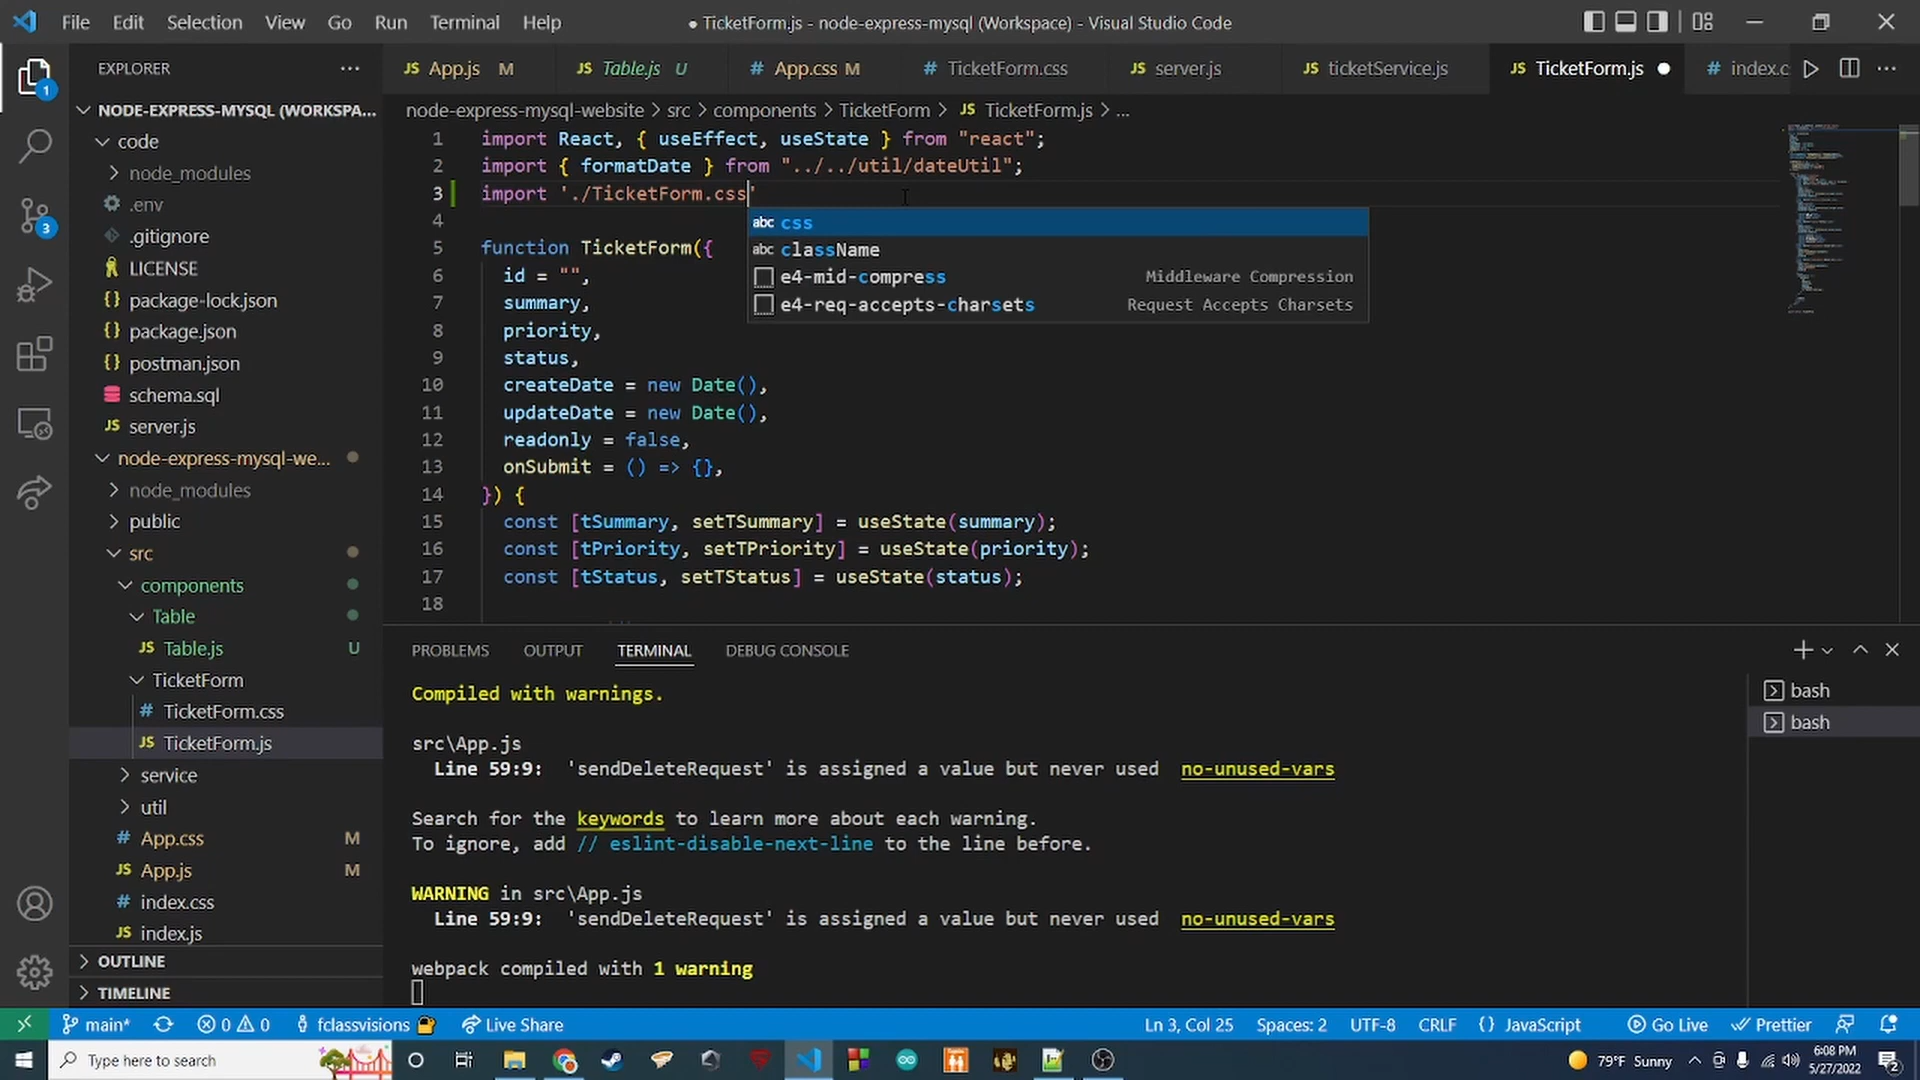 File Edit Selection View Go Run Terminal Help
● TicketForm.js - node-express-mysql (Workspace) - Visual Studio Code
EXPLORER
JS App.js M
JS Table.js U
# App.css M
# TicketForm.css
JS server.js
JS ticketService.js
JS TicketForm.js ●
# index.c
NODE-EXPRESS-MYSQL (WORKSPA...
code
node_modules
.env
.gitignore
LICENSE
{} package-lock.json
{} package.json
{} postman.json
schema.sql
JS server.js
node-express-mysql-we...
node_modules
public
src
components
Table
JS Table.js U
TicketForm
# TicketForm.css
JS TicketForm.js
service
util
# App.css M
JS App.js M
# index.css
JS index.js
OUTLINE
TIMELINE
1
3
node-express-mysql-website > src > components > TicketForm > JS TicketForm.js > ...
1 import React, { useEffect, useState } from "react";
2 import { formatDate } from "../../util/dateUtil";
3 import './TicketForm.css'
4
5 function TicketForm({
6 id = "",
7 summary,
8 priority,
9 status,
10 createDate = new Date(),
11 updateDate = new Date(),
12 readonly = false,
13 onSubmit = () => {},
14 }) {
15 const [tSummary, setTSummary] = useState(summary);
16 const [tPriority, setTPriority] = useState(priority);
17 const [tStatus, setTStatus] = useState(status);
18
abc css
abc className
e4-mid-compress Middleware Compression
e4-req-accepts-charsets Request Accepts Charsets
PROBLEMS OUTPUT TERMINAL DEBUG CONSOLE
Compiled with warnings.
src\App.js
Line 59:9: 'sendDeleteRequest' is assigned a value but never used no-unused-vars
Search for the keywords to learn more about each warning.
To ignore, add // eslint-disable-next-line to the line before.
WARNING in src\App.js
Line 59:9: 'sendDeleteRequest' is assigned a value but never used no-unused-vars
webpack compiled with 1 warning
bash
bash
main* 0 0 fclassvisions Live Share
Ln 3, Col 25 Spaces: 2 UTF-8 CRLF {} JavaScript Go Live Prettier
Type here to search
79°F Sunny
6:08 PM
5/27/2022
2